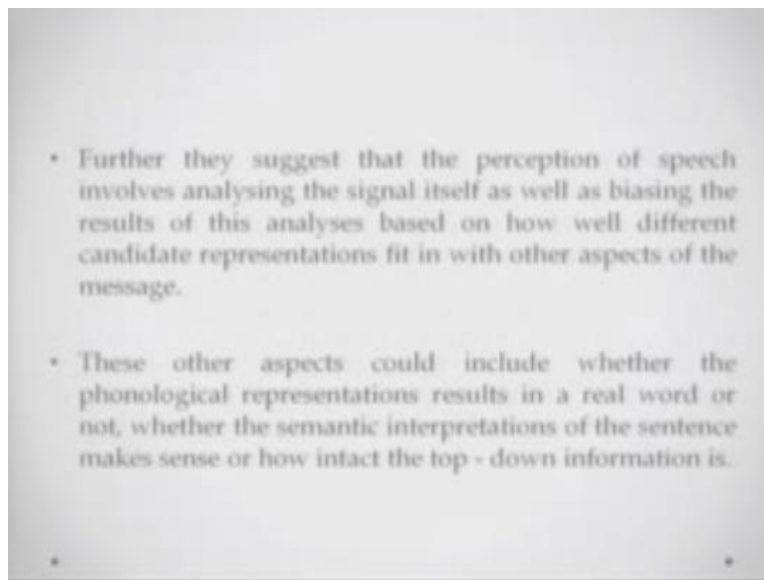 • Further they suggest that the perception of speech
involves analysing the signal itself as well as biasing the
results of this analyses based on how well different
candidate representations fit in with other aspects of the
message.
• These other aspects could include whether the
phonological representations results in a real word or
not, whether the semantic interpretations of the sentence
makes sense or how intact the top - down information is.